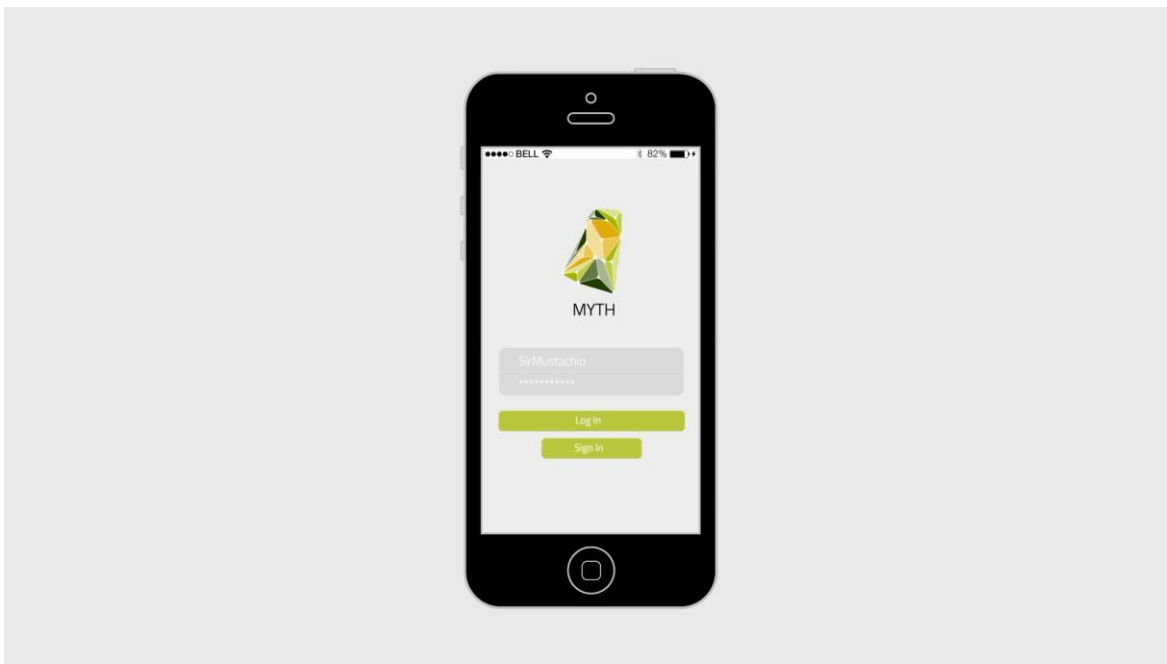 BELL 82%
MYTH
SirMustachio
***********
Log In
Sign In